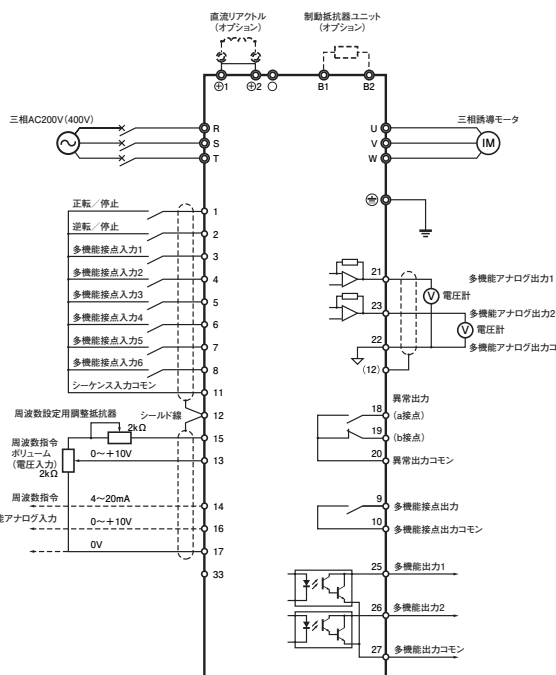 直流リアクトル
(オプション)
制動抵抗器ユニット
(オプション)
⊕1
⊕2
B1
B2
三相AC200V(400V)
R
S
T
U
V
W
三相誘導モータ
IM
正転／停止
1
逆転／停止
2
多機能接点入力1
3
多機能接点入力2
4
多機能接点入力3
5
多機能接点入力4
6
多機能接点入力5
7
多機能接点入力6
8
シーケンス入力コモン
11
周波数設定用調整抵抗器
シールド線
12
2kΩ
15
周波数指令
ボリューム
(電圧入力)
2kΩ
0～+10V
13
周波数指令
4～20mA
14
能アナログ入力
0～+10V
16
0V
17
33
21
多機能アナログ出力1
V
電圧計
23
多機能アナログ出力2
V
電圧計
22
多機能アナログ出力コ
(12)
異常出力
18
(a接点)
19
(b接点)
20
異常出力コモン
9
多機能接点出力
10
多機能接点出力コモン
25
多機能出力1
26
多機能出力2
27
多機能出力コモン